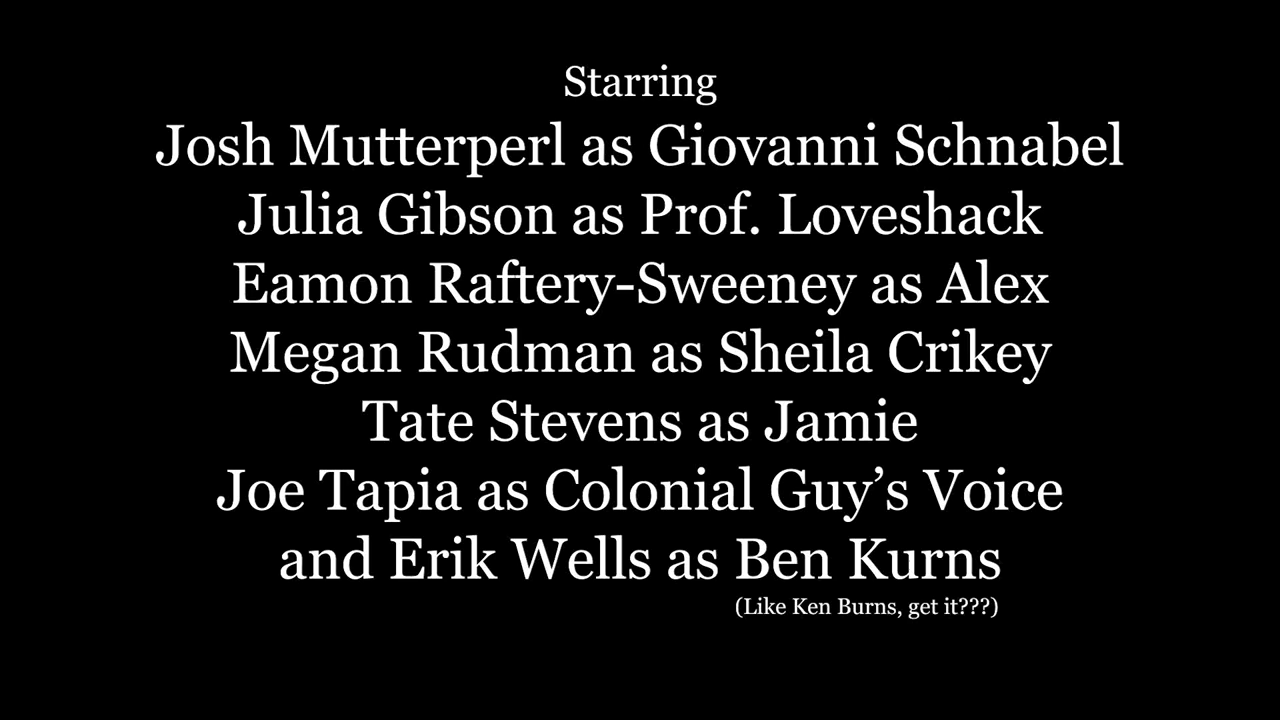 Starring
Josh Mutterperl as Giovanni Schnabel
Julia Gibson as Prof. Loveshack
Eamon Raftery-Sweeney as Alex
Megan Rudman as Sheila Crikey
Tate Stevens as Jamie
Joe Tapia as Colonial Guy’s Voice
and Erik Wells as Ben Kurns
(Like Ken Burns, get it???)